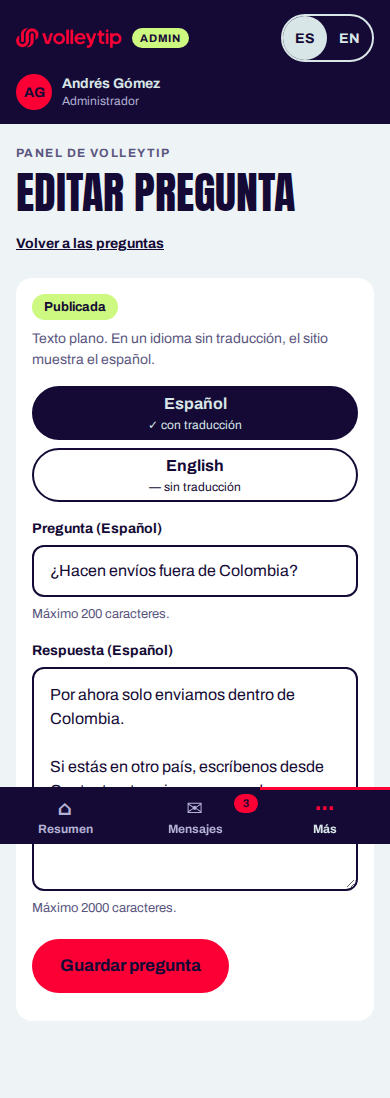 volleytip ADMIN
ES EN
AG Andrés Gómez
Administrador
PANEL DE VOLLEYTIP
EDITAR PREGUNTA
Volver a las preguntas
Publicada
Texto plano. En un idioma sin traducción, el sitio
muestra el español.
Español
✓ con traducción
English
— sin traducción
Pregunta (Español)
¿Hacen envíos fuera de Colombia?
Máximo 200 caracteres.
Respuesta (Español)
Por ahora solo enviamos dentro de
Colombia.
Si estás en otro país, escríbenos desde
Resumen
Mensajes 3
Más
Máximo 2000 caracteres.
Guardar pregunta